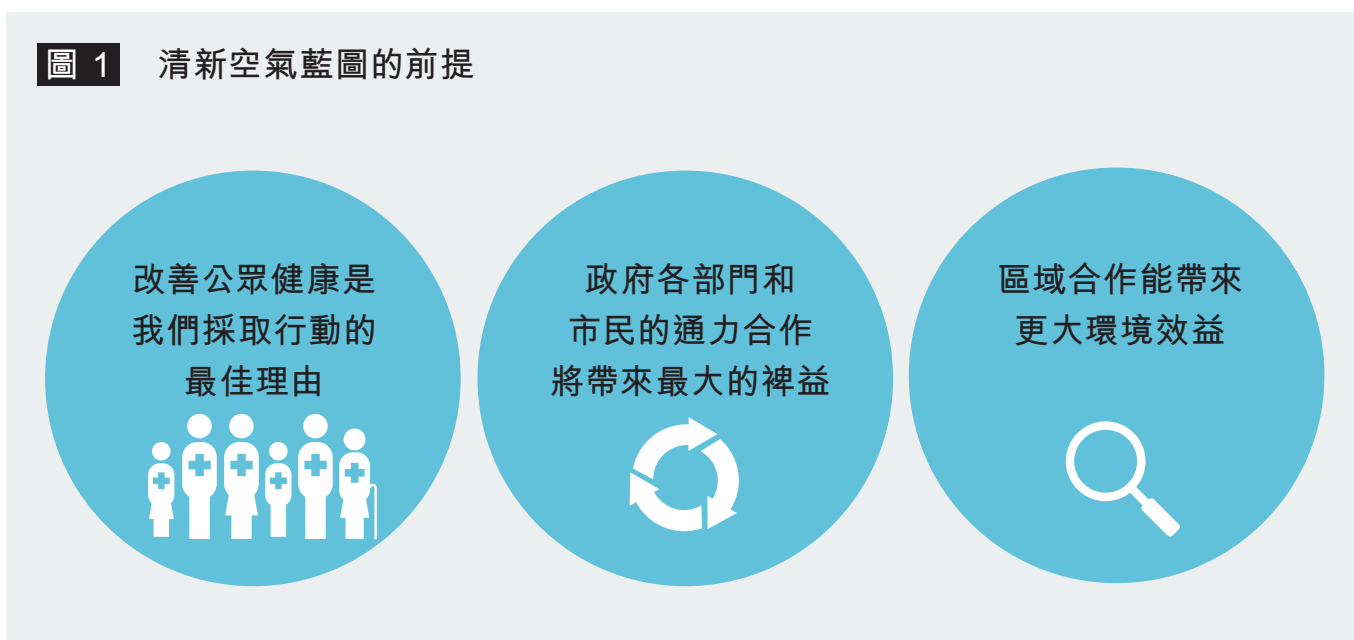 圖 1 清新空氣藍圖的前提
改善公眾健康是
我們採取行動的
最佳理由
政府各部門和
市民的通力合作
將帶來最大的裨益
區域合作能帶來
更大環境效益